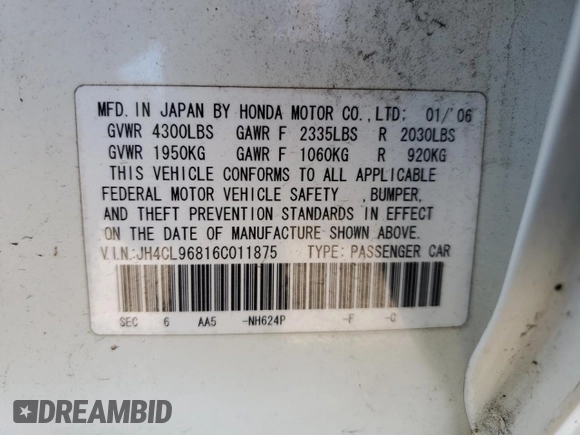 MFD. IN JAPAN BY HONDA MOTOR CO., LTD: 01/'06
GVWR 4300LBS GAWR F 2335LBS R 2030LBS
GVWR 1950KG GAWR F 1060KG R 920KG
THIS VEHICLE CONFORMS TO ALL APPLICABLE
FEDERAL MOTOR VEHICLE SAFETY , BUMPER,
AND THEFT PREVENTION STANDARDS IN EFFECT
ON THE DATE OF MANUFACTURE SHOWN ABOVE.
V.I.N.:JH4CL96816C011875 TYPE: PASSENGER CAR
SEC 6 AA5 -NH624P -F -C
DREAMBID